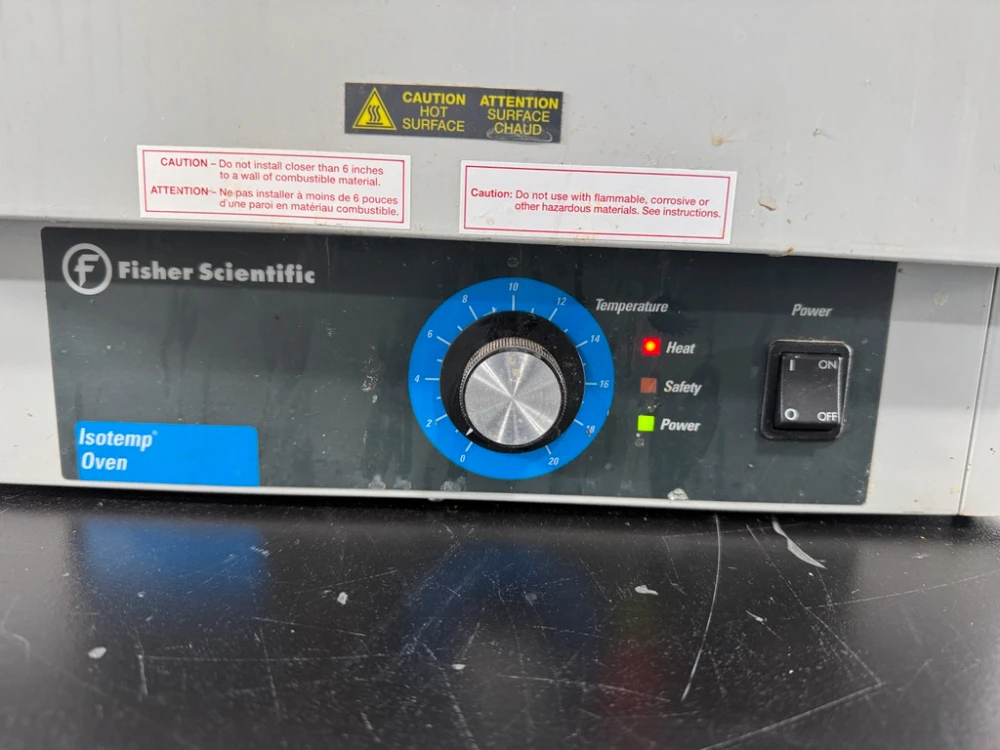 CAUTION
HOT
SURFACE
ATTENTION
SURFACE
CHAUD
CAUTION – Do not install closer than 6 inches
to a wall of combustible material.
ATTENTION – Ne pas installer à moins de 6 pouces
d'une paroi en matériau combustible.
Caution: Do not use with flammable, corrosive or
other hazardous materials. See instructions.
f Fisher Scientific
Isotemp®
Oven
0
2
4
6
8
10
12
14
16
18
20
Temperature
Heat
Safety
Power
Power
I ON
O OFF